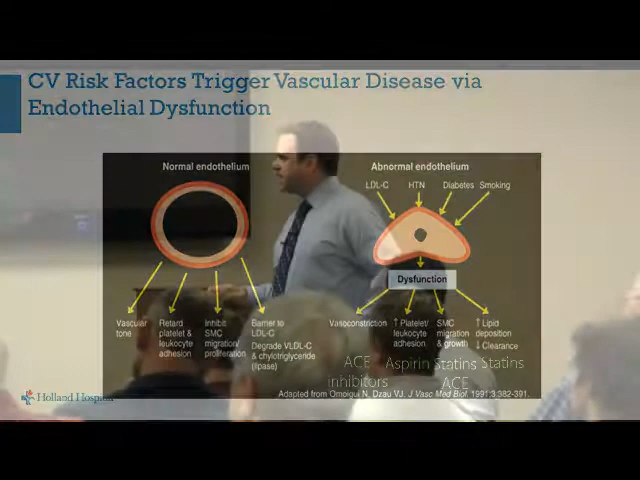 CV Risk Factors Trigger Vascular Disease via
Endothelial Dysfunction
Normal endothelium
Abnormal endothelium
LDL-C HTN Diabetes Smoking
Dysfunction
Vascular
tone
Retard
platelet &
leukocyte
adhesion
Inhibit
SMC
migration/
proliferation
Barrier to
LDL-C
Degrade VLDL-C
& chylotriglyceride
(lipase)
Vasoconstriction
↑ Platelet/
leukocyte
adhesion
SMC
migration
& growth
↑ Lipid
deposition
↓ Clearance
ACE
inhibitors
Aspirin
Statins
ACE
Statins
Adapted from Omoigui N, Dzau VJ. J Vasc Med Biol. 1991;3:382-391.
Holland Hospital